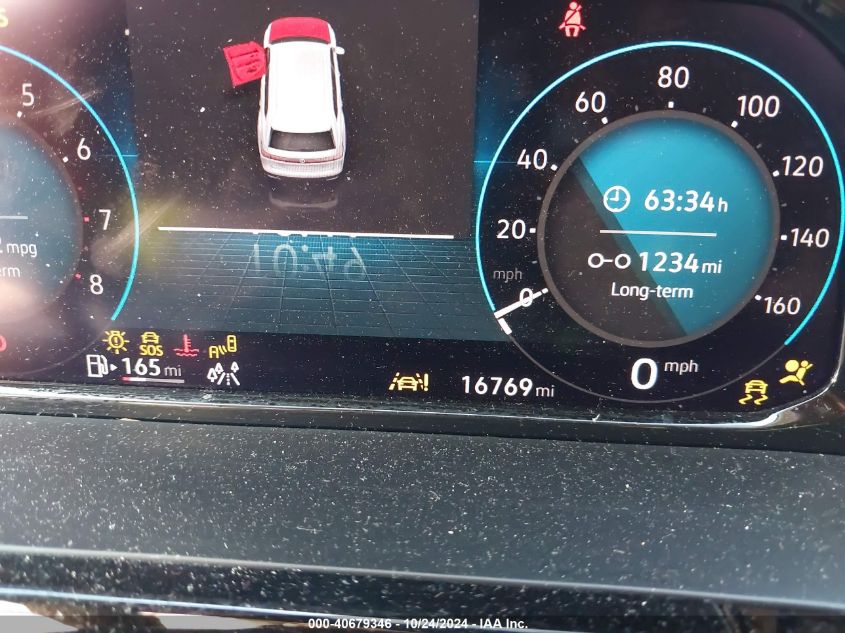 5
6
7
8
mpg
80
60
100
40
120
20
140
mph
0
160
63:34 h
1234 mi
Long-term
SOS
165 mi
16769 mi
0 mph
000-40679346 - 10/24/2024 - IAA Inc.